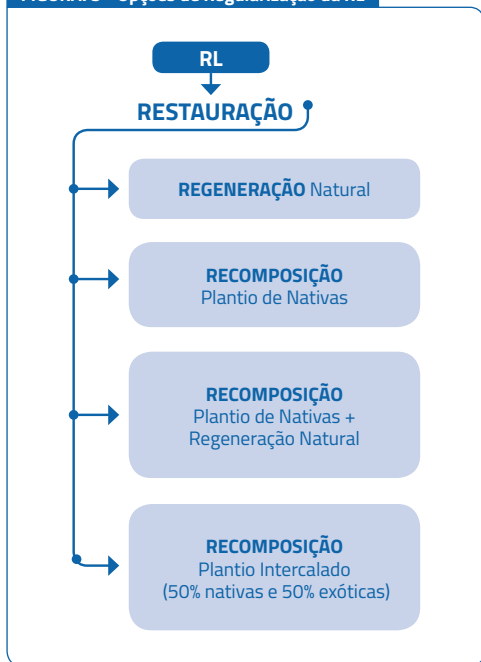 RL
RESTAURAÇÃO
REGENERAÇÃO Natural
RECOMPOSIÇÃO
Plantio de Nativas
RECOMPOSIÇÃO
Plantio de Nativas +
Regeneração Natural
RECOMPOSIÇÃO
Plantio Intercalado
(50% nativas e 50% exóticas)